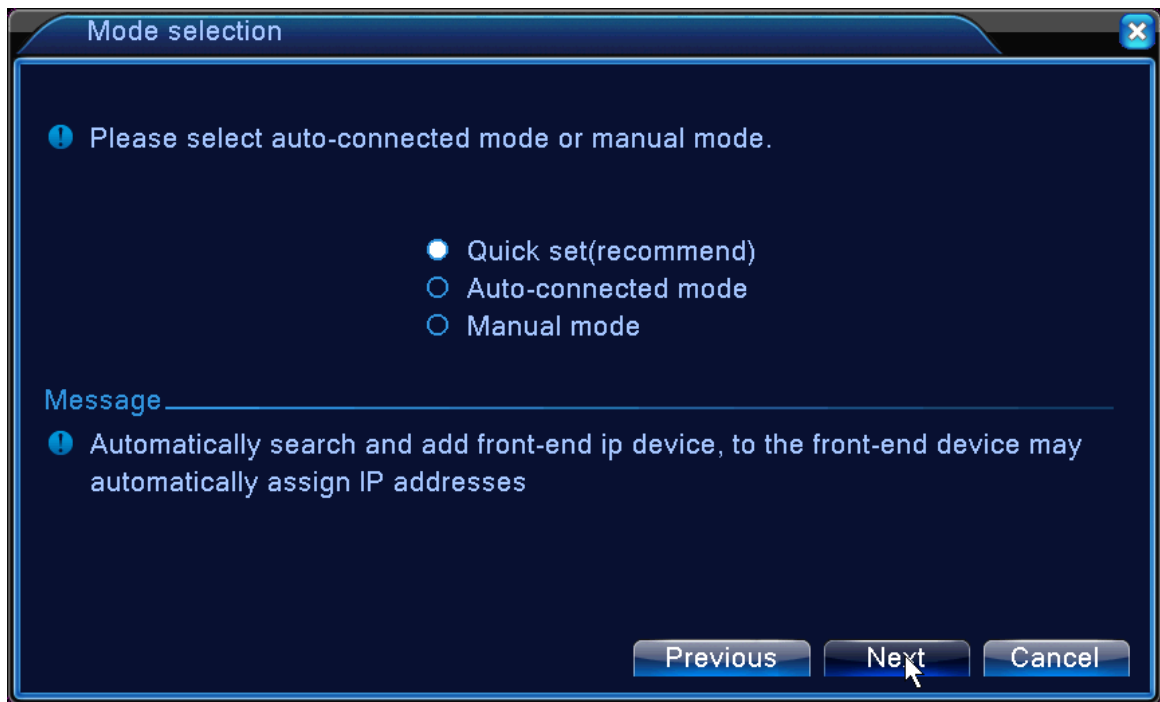 Mode selection
Please select auto-connected mode or manual mode.
Quick set(recommend)
Auto-connected mode
Manual mode
Message
Automatically search and add front-end ip device, to the front-end device may
automatically assign IP addresses
Previous Next Cancel